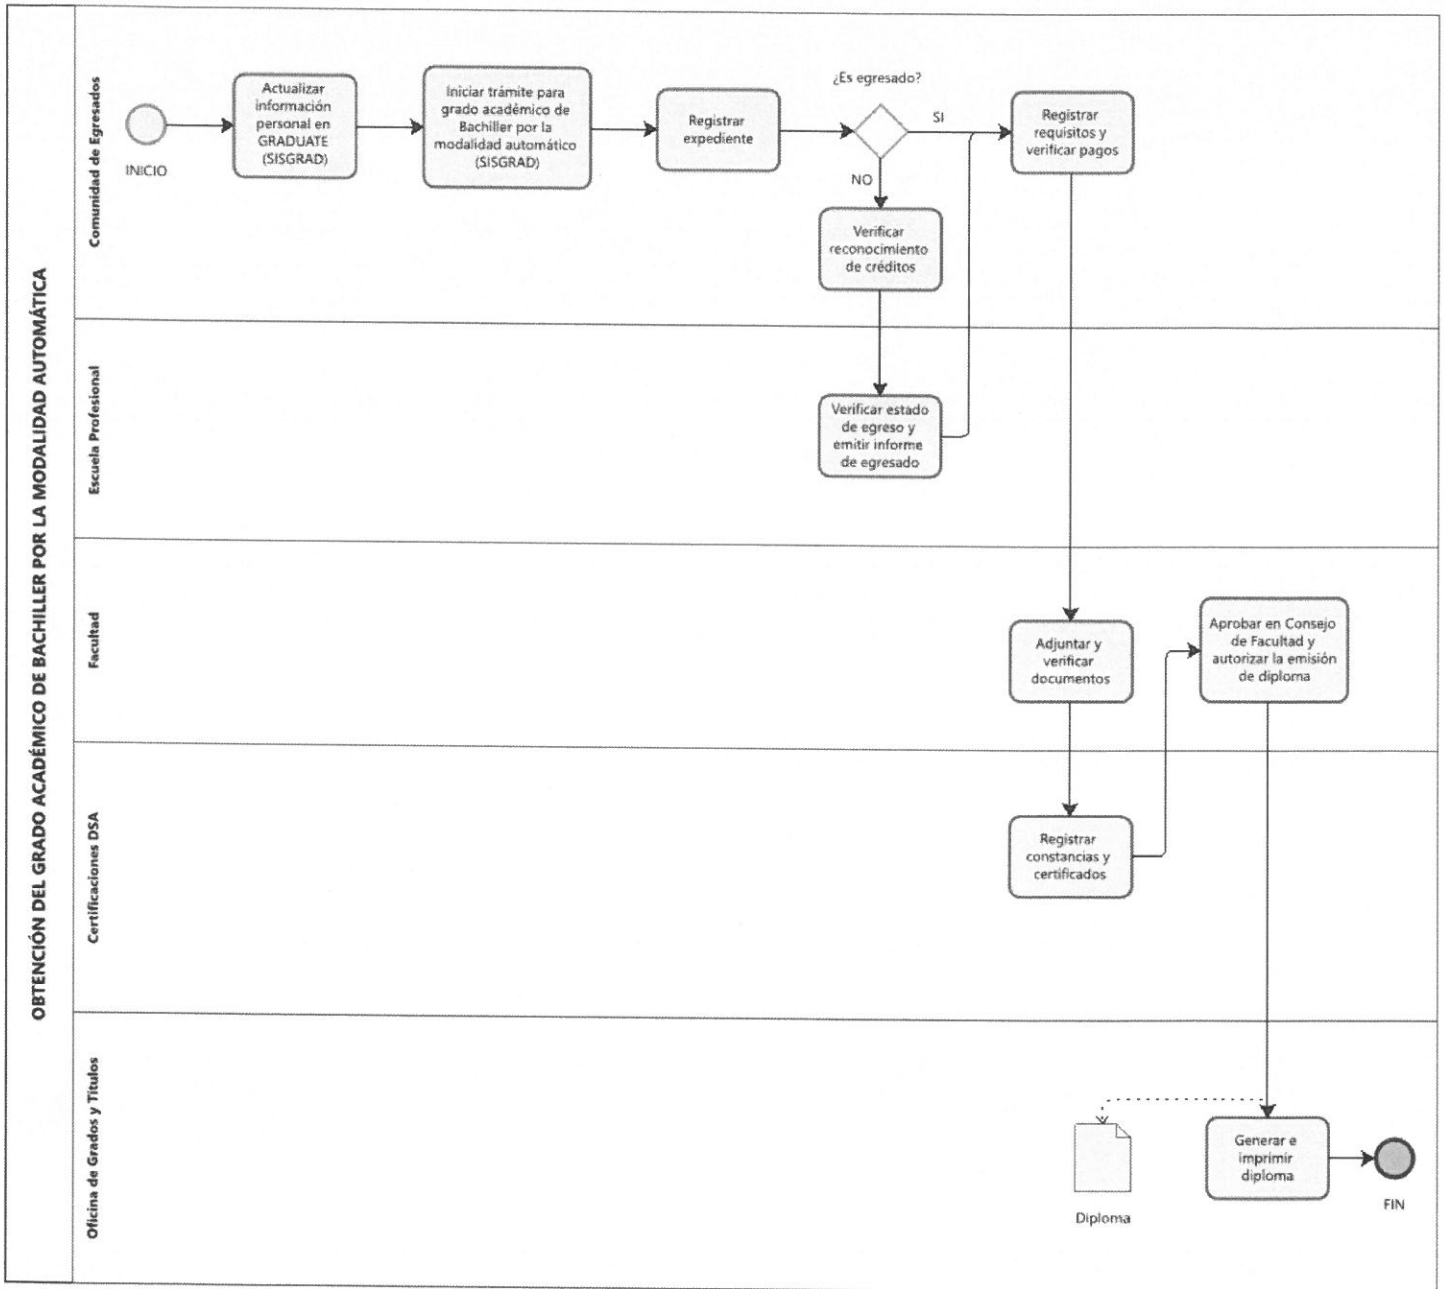 OBTENCIÓN DEL GRADO ACADÉMICO DE BACHILLER POR LA MODALIDAD AUTOMÁTICA
Comunidad de Egresados
INICIO
Actualizar
información
personal en
GRADUATE
(SISGRAD)
Iniciar trámite para
grado académico de
Bachiller por la
modalidad automático
(SISGRAD)
Registrar
expediente
¿Es egresado?
SI
NO
Registrar
requisitos y
verificar pagos
Verificar
reconocimiento
de créditos
Escuela Profesional
Verificar estado
de egreso y
emitir informe
de egresado
Facultad
Adjuntar y
verificar
documentos
Aprobar en Consejo
de Facultad y
autorizar la emisión
de diploma
Certificaciones DSA
Registrar
constancias y
certificados
Oficina de Grados y Títulos
Diploma
Generar e
imprimir
diploma
FIN